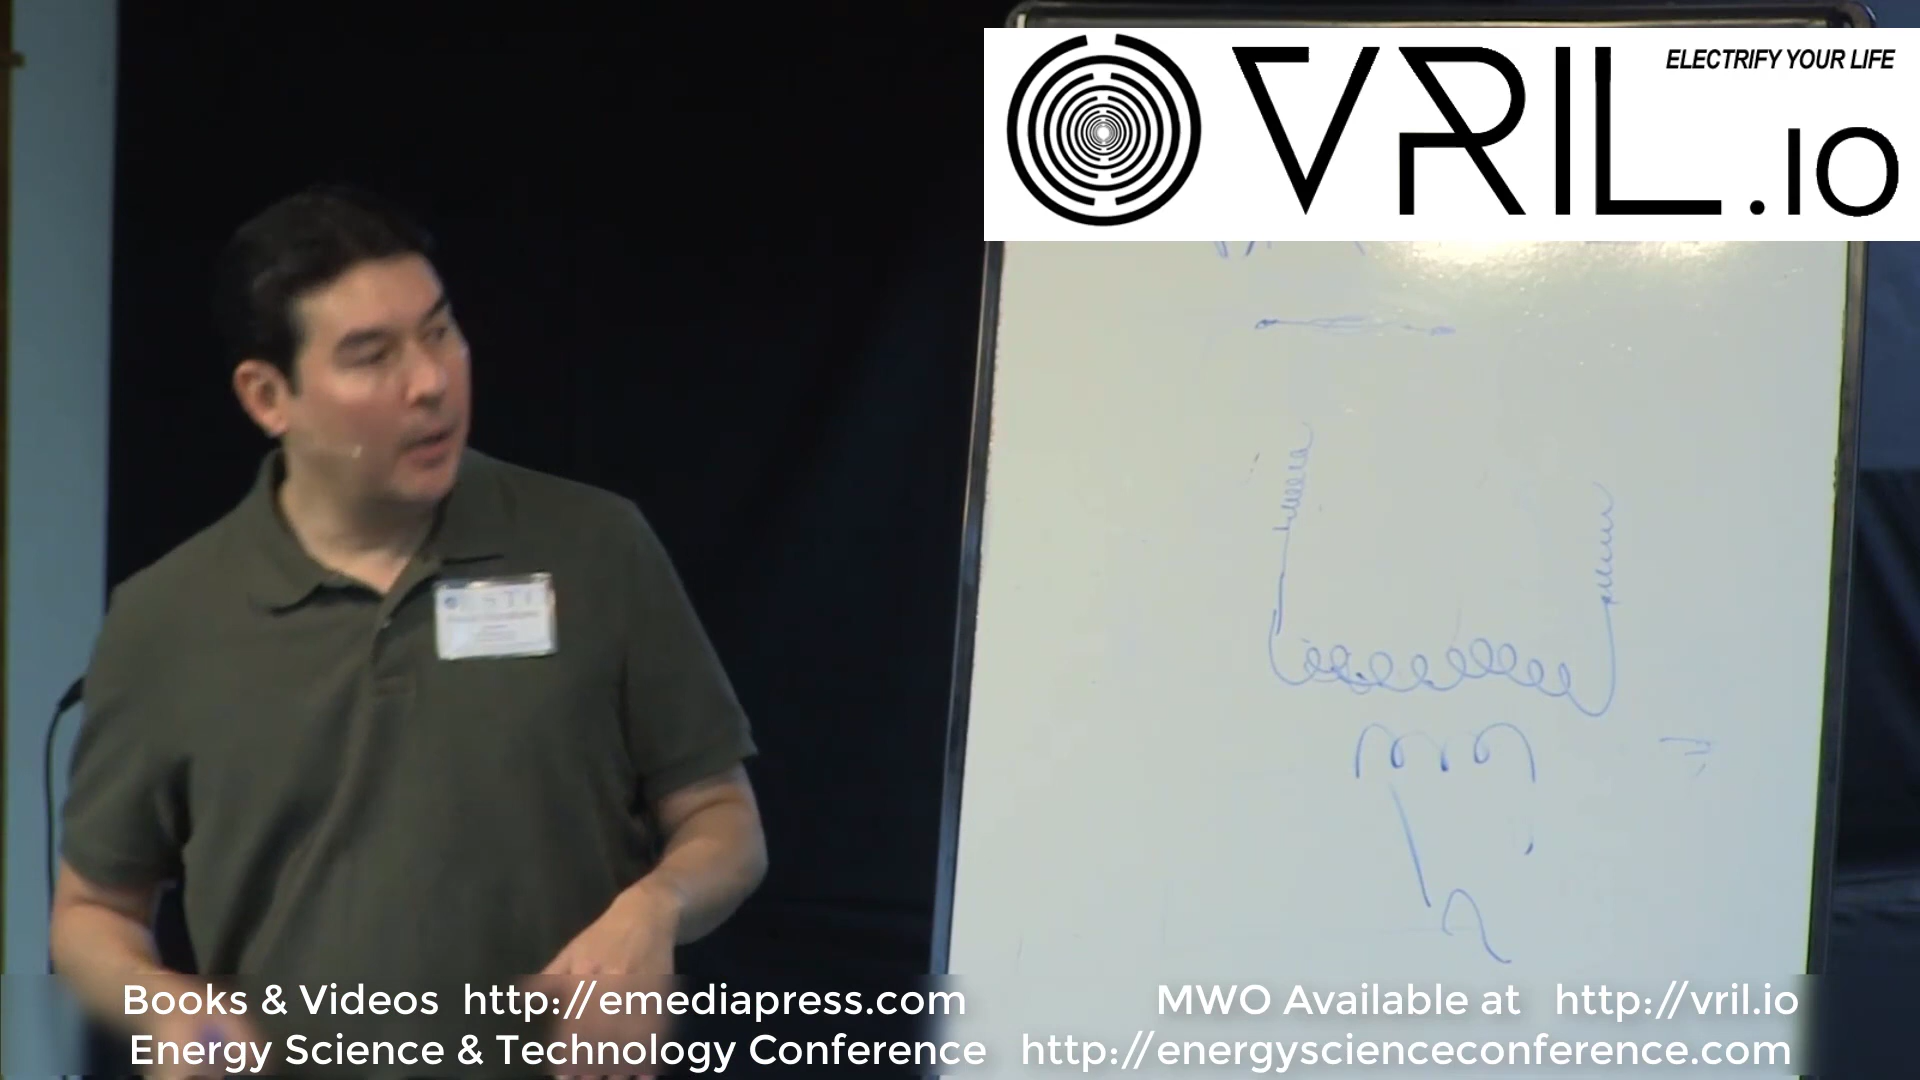 ELECTRIFY YOUR LIFE
VRIL.IO
Books & Videos http://emediapress.com
MWO Available at http://vril.io
Energy Science & Technology Conference http://energyscienceconference.com